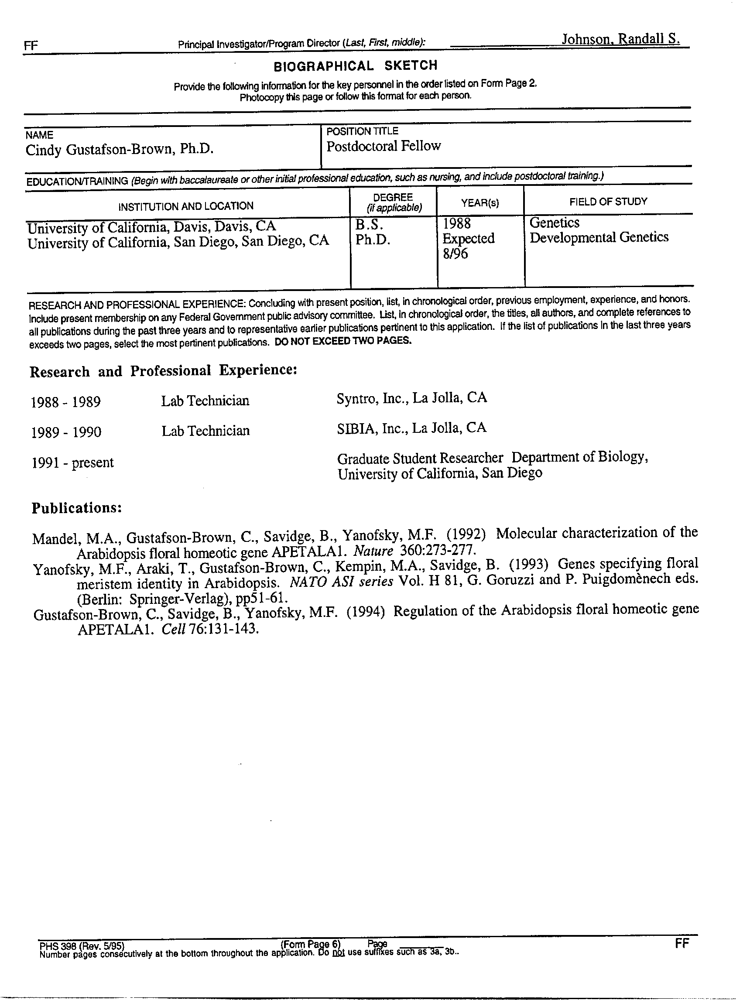 FF Principal Investigator/Program Director (Last, First, middle): Johnson, Randall S.
BIOGRAPHICAL SKETCH
Provide the following information for the key personnel in the order listed on Form Page 2.
Photocopy this page or follow this format for each person.
NAME
Cindy Gustafson-Brown, Ph.D.
POSITION TITLE
Postdoctoral Fellow
EDUCATION/TRAINING (Begin with baccalaureate or other initial professional education, such as nursing, and include postdoctoral training.)
INSTITUTION AND LOCATION
DEGREE
(if applicable)
YEAR(s)
FIELD OF STUDY
University of California, Davis, Davis, CA B.S. 1988 Genetics
University of California, San Diego, San Diego, CA Ph.D. Expected Developmental Genetics
8/96
RESEARCH AND PROFESSIONAL EXPERIENCE: Concluding with present position, list, in chronological order, previous employment, experience, and honors.
Include present membership on any Federal Government public advisory committee. List, in chronological order, the titles, all authors, and complete references to
all publications during the past three years and to representative earlier publications pertinent to this application. If the list of publications in the last three years
exceeds two pages, select the most pertinent publications. DO NOT EXCEED TWO PAGES.
Research and Professional Experience:
1988 - 1989 Lab Technician Syntro, Inc., La Jolla, CA
1989 - 1990 Lab Technician SIBIA, Inc., La Jolla, CA
1991 - present Graduate Student Researcher Department of Biology,
University of California, San Diego
Publications:
Mandel, M.A., Gustafson-Brown, C., Savidge, B., Yanofsky, M.F. (1992) Molecular characterization of the
Arabidopsis floral homeotic gene APETALA1. Nature 360:273-277.
Yanofsky, M.F., Araki, T., Gustafson-Brown, C., Kempin, M.A., Savidge, B. (1993) Genes specifying floral
meristem identity in Arabidopsis. NATO ASI series Vol. H 81, G. Goruzzi and P. Puigdomènech eds.
(Berlin: Springer-Verlag), pp51-61.
Gustafson-Brown, C., Savidge, B., Yanofsky, M.F. (1994) Regulation of the Arabidopsis floral homeotic gene
APETALA1. Cell 76:131-143.
PHS 398 (Rev. 5/95) (Form Page 6) Page FF
Number pages consecutively at the bottom throughout the application. Do not use suffixes such as 3a, 3b..